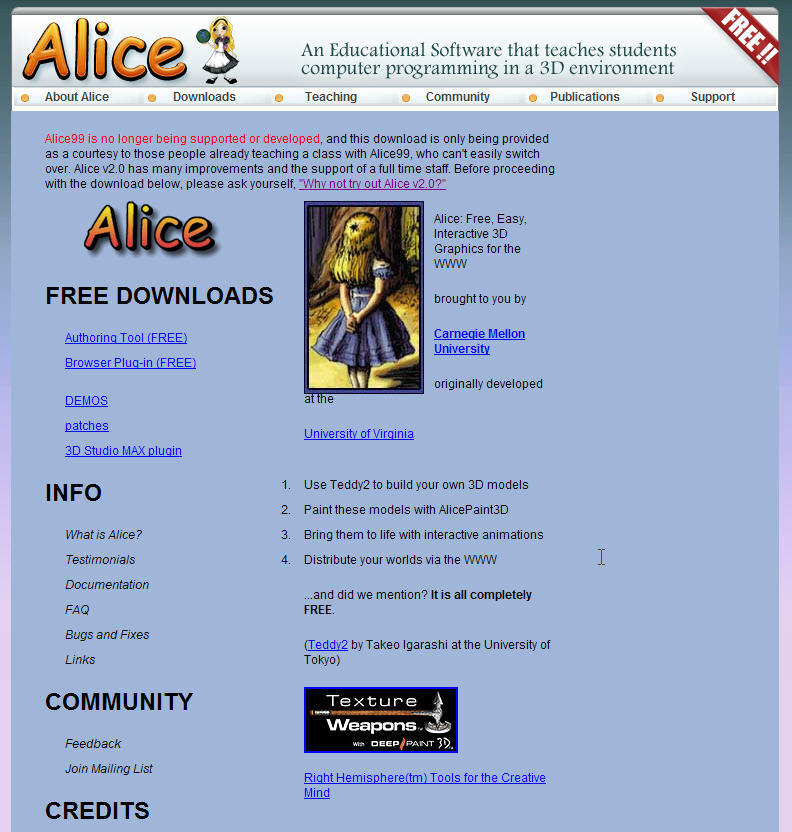 Alice
An Educational Software that teaches students
computer programming in a 3D environment
FREE !!
About Alice
Downloads
Teaching
Community
Publications
Support
Alice99 is no longer being supported or developed, and this download is only being provided
as a courtesy to those people already teaching a class with Alice99, who can't easily switch
over. Alice v2.0 has many improvements and the support of a full time staff. Before proceeding
with the download below, please ask yourself, "Why not try out Alice v2.0?"
Alice
FREE DOWNLOADS
Authoring Tool (FREE)
Browser Plug-in (FREE)
DEMOS
patches
3D Studio MAX plugin
INFO
What is Alice?
Testimonials
Documentation
FAQ
Bugs and Fixes
Links
COMMUNITY
Feedback
Join Mailing List
CREDITS
Alice: Free, Easy,
Interactive 3D
Graphics for the
WWW
brought to you by
Carnegie Mellon
University
originally developed
at the
University of Virginia
1. Use Teddy2 to build your own 3D models
2. Paint these models with AlicePaint3D
3. Bring them to life with interactive animations
4. Distribute your worlds via the WWW
...and did we mention? It is all completely
FREE.
(Teddy2 by Takeo Igarashi at the University of
Tokyo)
Texture
Weapons™
With DEEP PAINT 3D.
Right Hemisphere(tm) Tools for the Creative
Mind